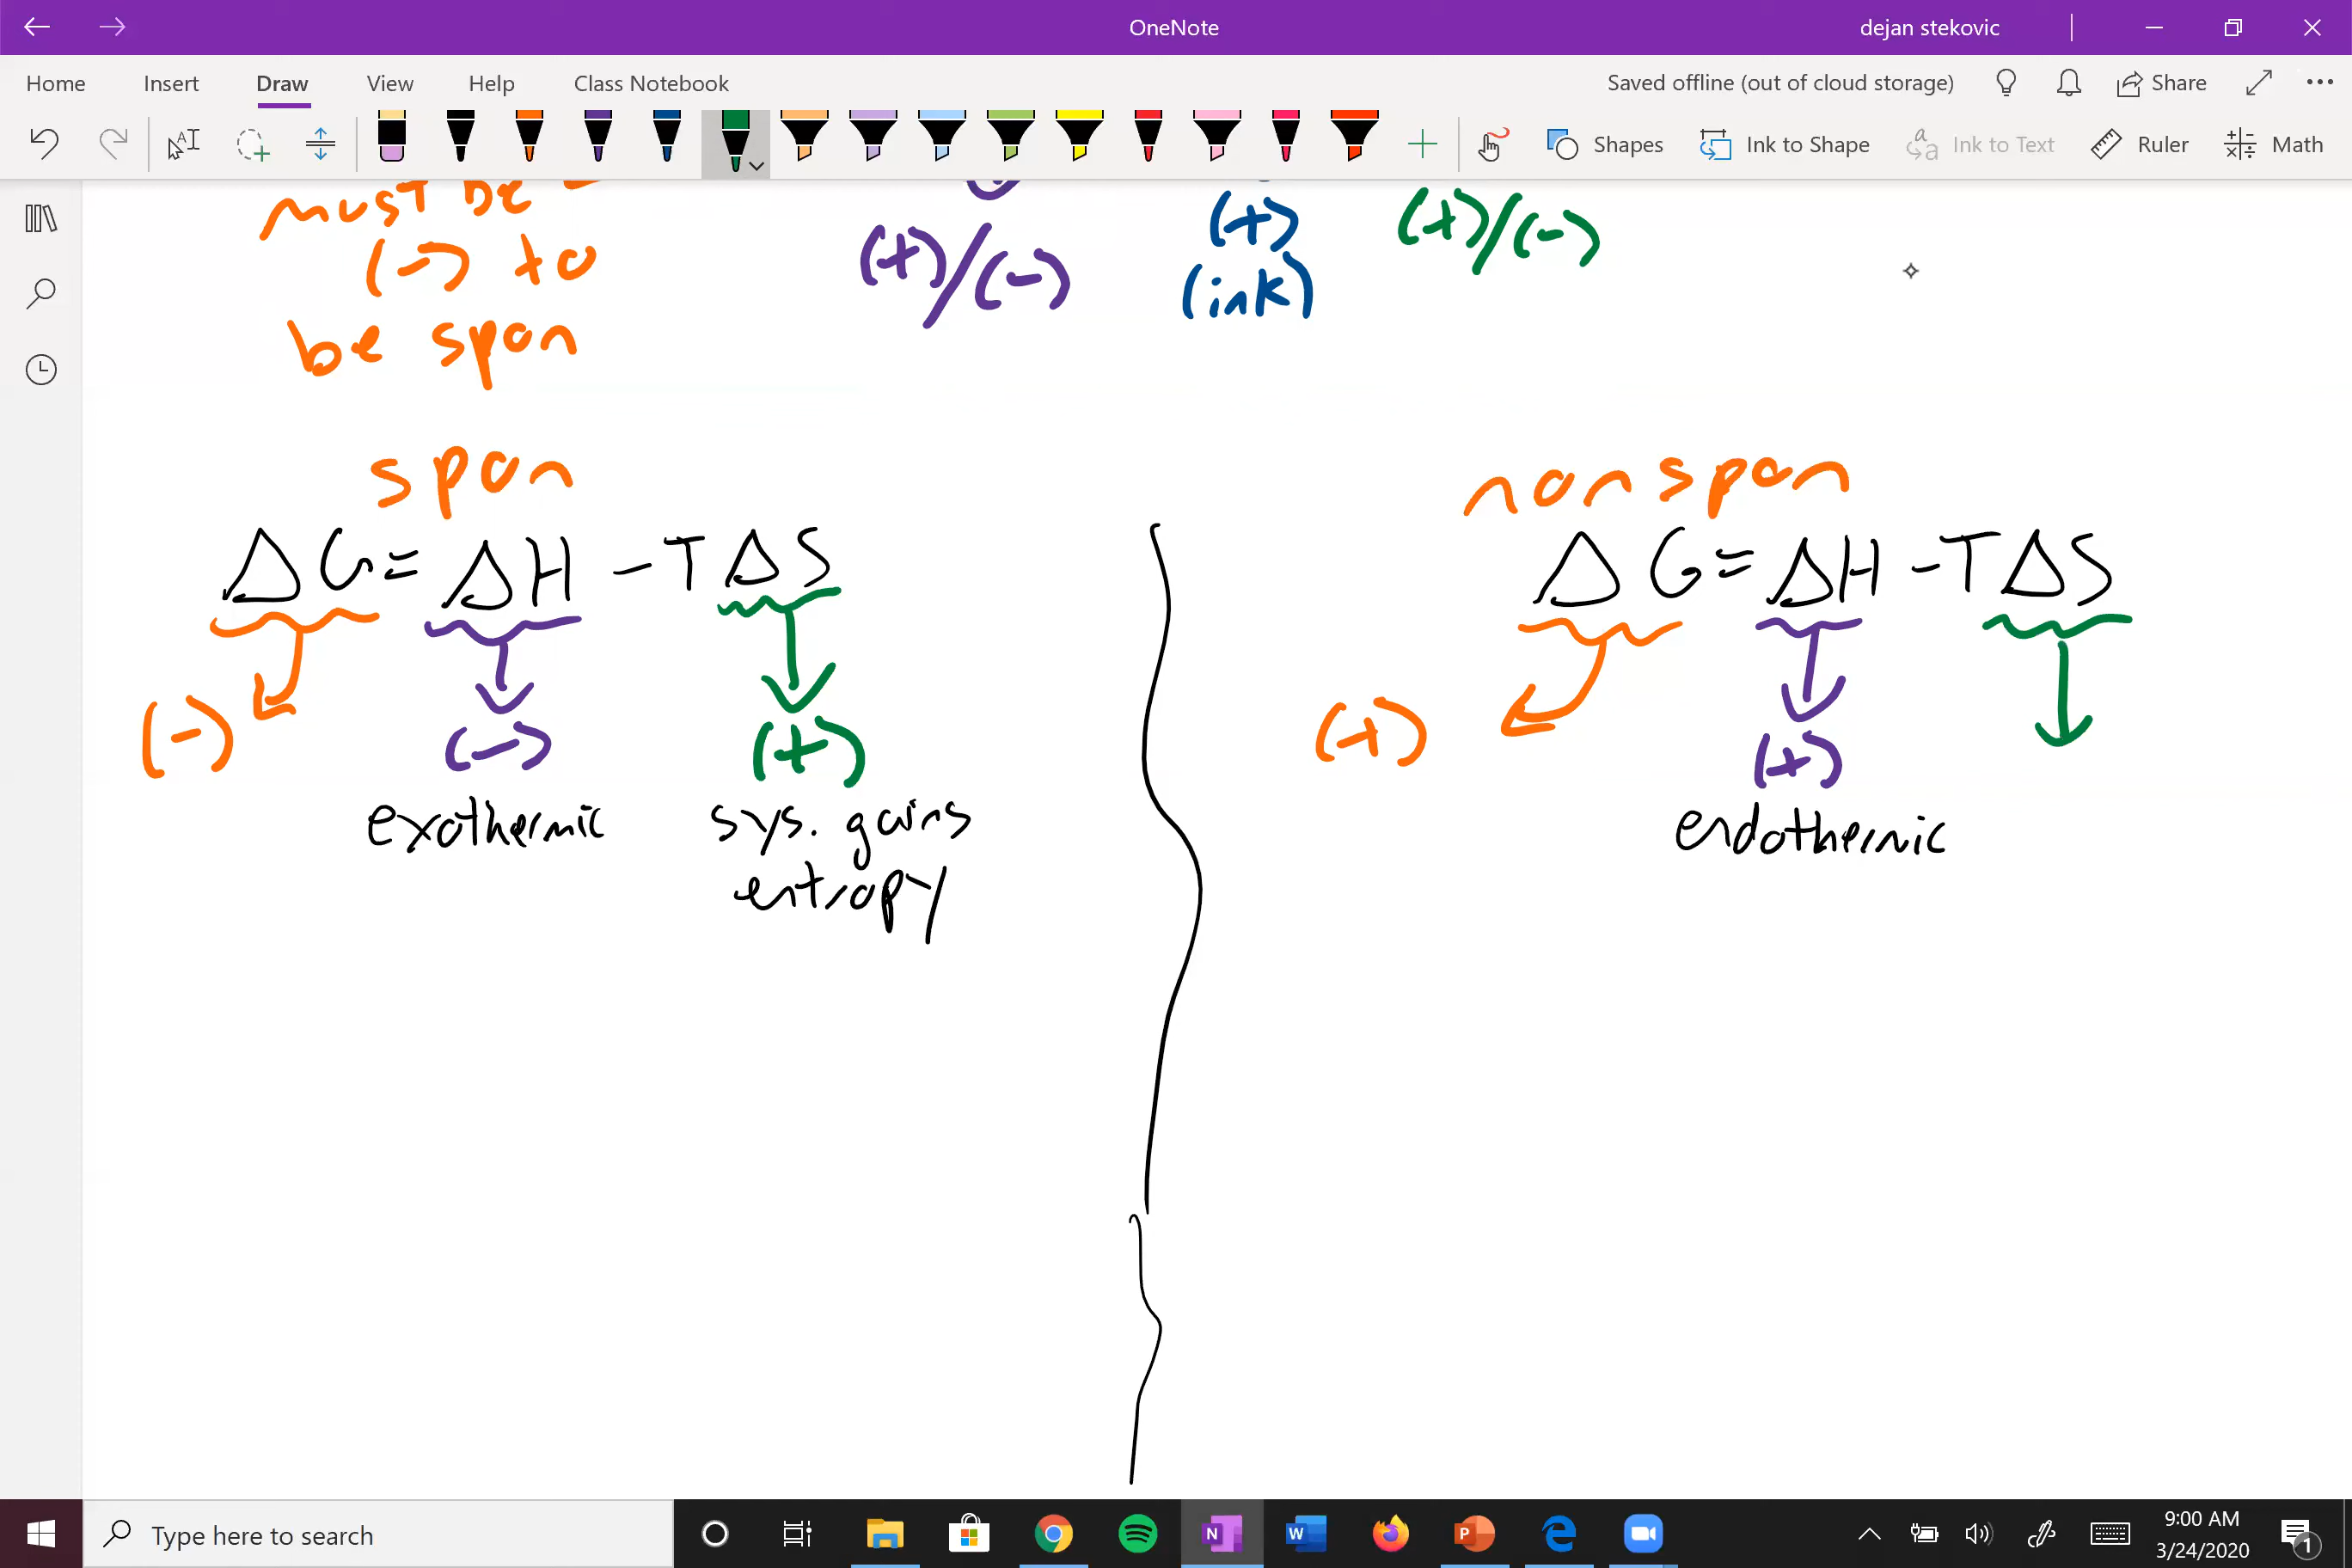 OneNote
dejan stekovic
Home Insert Draw View Help Class Notebook
Saved offline (out of cloud storage) Share
Shapes Ink to Shape Ink to Text Ruler Math
must be
(-) to
be spon
(+)/(-)
(+)
(in K)
(+)/(-)
spon
ΔG = ΔH - TΔS
(-)
(-)
(+)
exothermic
sys. gains
entropy
nonspon
ΔG = ΔH - TΔS
(+)
(+)
endothermic
Type here to search
9:00 AM
3/24/2020
1